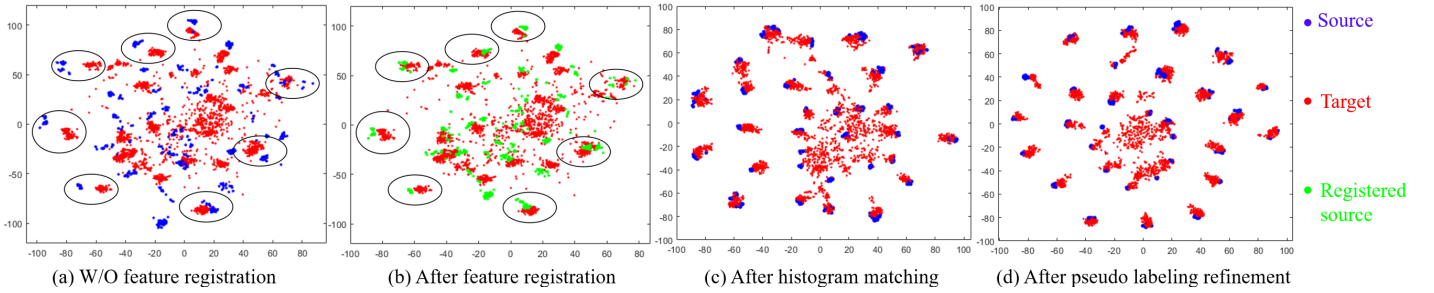 100
50
0
-50
-100
-100 -80 -60 -40 -20 0 20 40 60 80
(a) W/O feature registration
100
50
0
-50
-100
-100 -80 -60 -40 -20 0 20 40 60 80
(b) After feature registration
100
80
60
40
20
0
-20
-40
-60
-80
-100
-100 -80 -60 -40 -20 0 20 40 60 80 100
(c) After histogram matching
100
80
60
40
20
0
-20
-40
-60
-80
-100
-100 -80 -60 -40 -20 0 20 40 60 80 100
(d) After pseudo labeling refinement
Source
Target
Registered
source